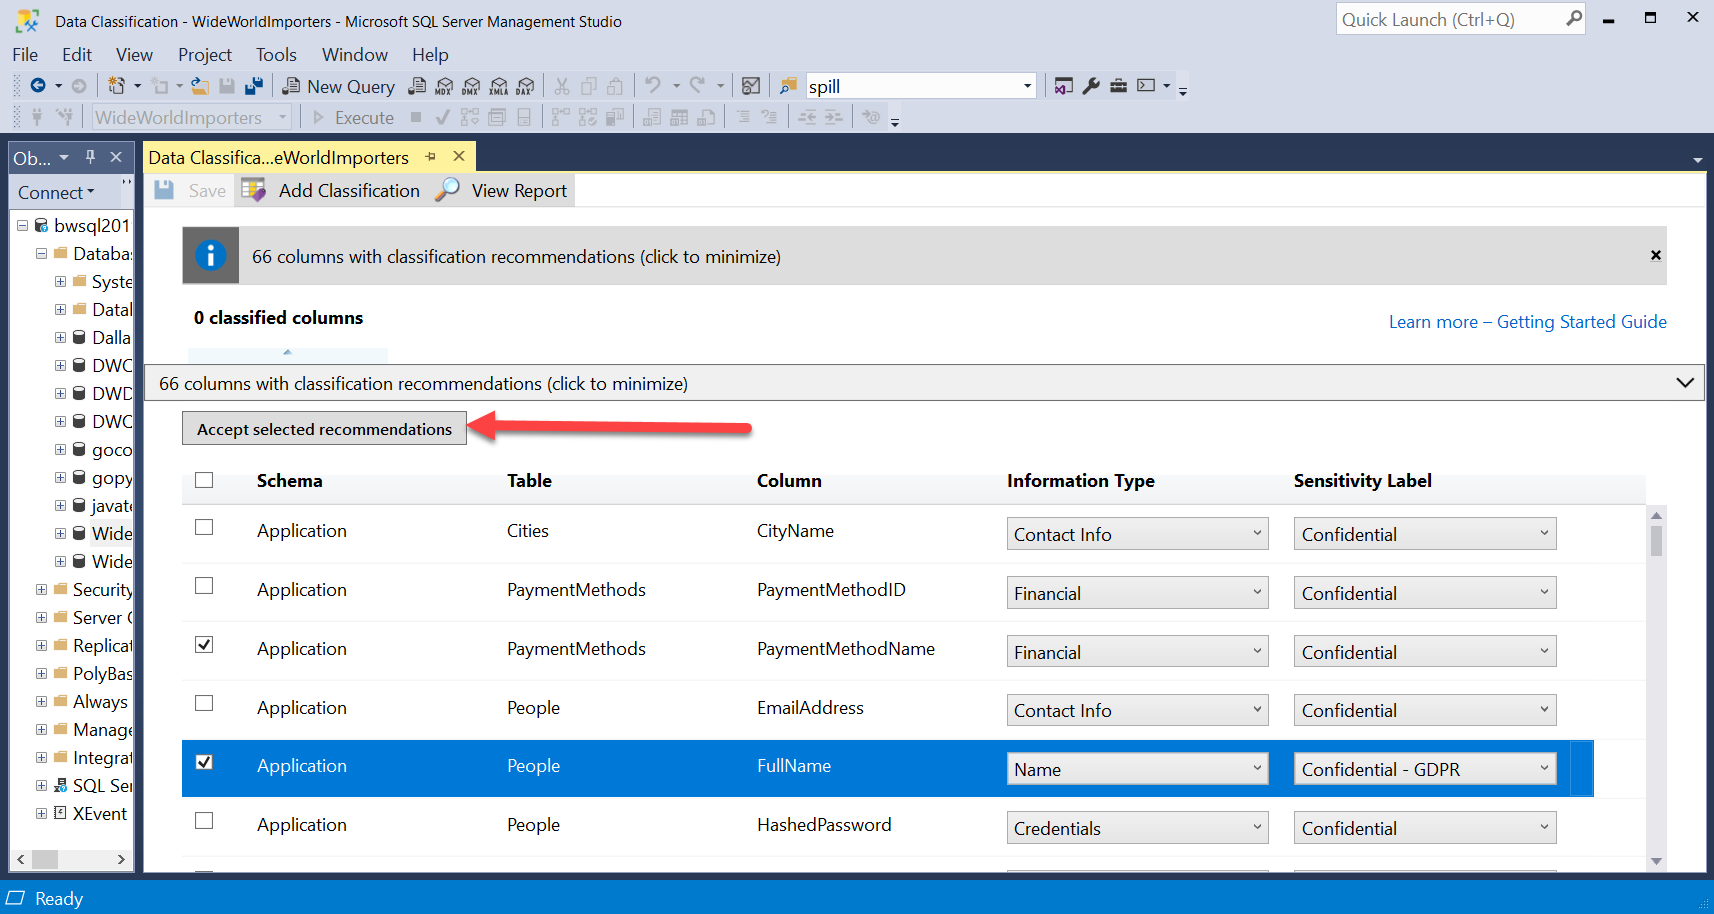 Data Classification - WideWorldImporters - Microsoft SQL Server Management Studio
Quick Launch (Ctrl+Q)
File Edit View Project Tools Window Help
New Query MDX DMX XMLA DAX spill
WideWorldImporters Execute
Ob... Data Classifica...eWorldImporters
Connect Save Add Classification View Report
bwsql201
Databa
Syste
Datal
Dalla
DWC
DWD
DWC
goco
gopy
javate
Wide
Wide
Security
Server
Replicat
PolyBas
Always
Manage
Integrat
SQL Ser
XEvent
66 columns with classification recommendations (click to minimize)
0 classified columns
Learn more – Getting Started Guide
66 columns with classification recommendations (click to minimize)
Accept selected recommendations
Schema Table Column Information Type Sensitivity Label
Application Cities CityName Contact Info Confidential
Application PaymentMethods PaymentMethodID Financial Confidential
Application PaymentMethods PaymentMethodName Financial Confidential
Application People EmailAddress Contact Info Confidential
Application People FullName Name Confidential - GDPR
Application People HashedPassword Credentials Confidential
Ready